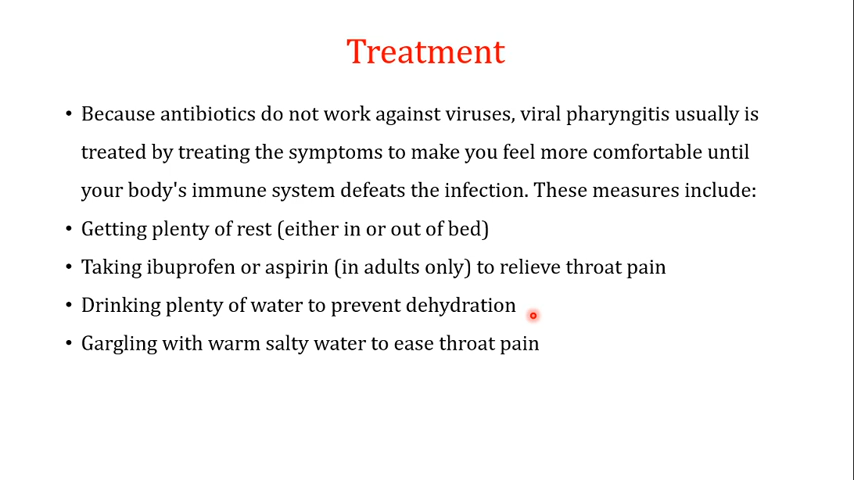 Treatment
• Because antibiotics do not work against viruses, viral pharyngitis usually is
treated by treating the symptoms to make you feel more comfortable until
your body's immune system defeats the infection. These measures include:
• Getting plenty of rest (either in or out of bed)
• Taking ibuprofen or aspirin (in adults only) to relieve throat pain
• Drinking plenty of water to prevent dehydration
• Gargling with warm salty water to ease throat pain